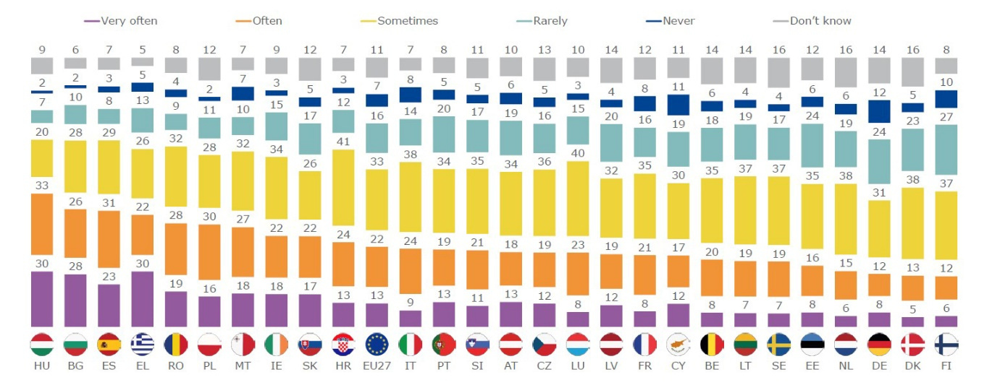 Very often Often Sometimes Rarely Never Don't know
9 6 7 5 8 12 7 9 12 7 11 7 8 11 10 13 10 14 12 11 14 14 16 12 16 14 16 8
2 2 3 5 4 2 7 3 5 3 7 8 5 5 6 5 3 4 8 11 6 4 4 6 6 12 5 10
7 10 8 13 9 11 10 15 17 12 16 14 20 17 19 16 15 20 16 19 18 19 17 24 19 24 23 27
20 28 29 26 32 28 32 34 26 41 33 38 34 35 34 36 40 32 35 30 35 37 37 35 38 31 38 37
33 26 31 22 28 30 27 22 22 24 22 24 19 21 18 19 23 19 21 17 20 19 19 16 15 12 13 12
30 28 23 30 19 16 18 18 17 13 13 9 13 11 13 12 8 12 8 12 8 7 7 8 6 8 5 6
HU BG ES EL RO PL MT IE SK HR EU27 IT PT SI AT CZ LU LV FR CY BE LT SE EE NL DE DK FI